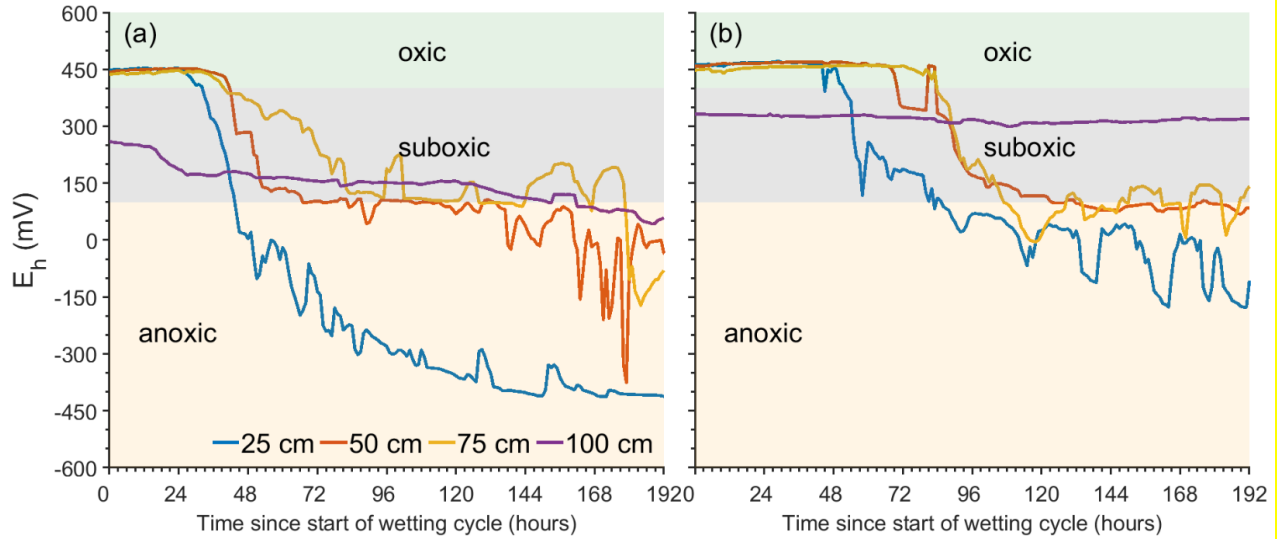 600
450
300
150
0
-150
-300
-450
-600
E_h (mV)
(a)
oxic
suboxic
anoxic
25 cm 50 cm 75 cm 100 cm
0 24 48 72 96 120 144 168 192
Time since start of wetting cycle (hours)
(b)
oxic
suboxic
anoxic
0 24 48 72 96 120 144 168 192
Time since start of wetting cycle (hours)